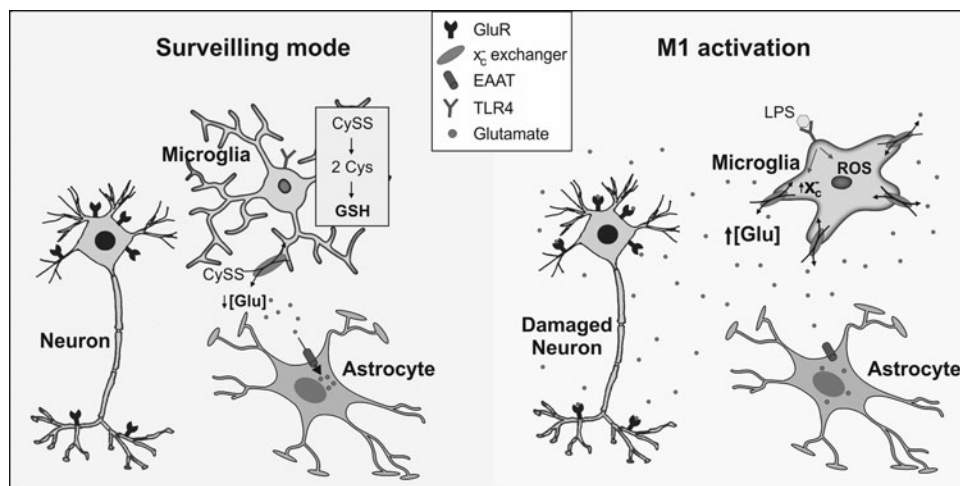 Surveilling mode
Microglia
CySS
2 Cys
GSH
CySS
↓[Glu]
Neuron
Astrocyte
GluR
x⁻c exchanger
EAAT
TLR4
Glutamate
M1 activation
LPS
Microglia
ROS
↑x⁻c
↑[Glu]
Damaged
Neuron
Astrocyte